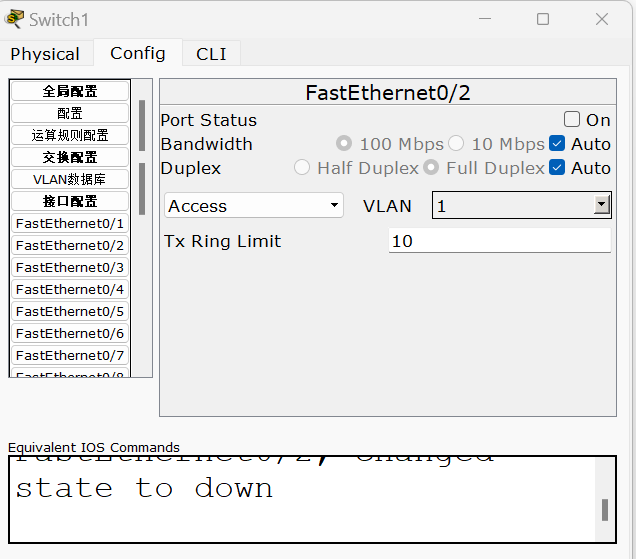 Switch1
Physical Config CLI
全局配置
配置
运算规则配置
交换配置
VLAN数据库
接口配置
FastEthernet0/1
FastEthernet0/2
FastEthernet0/3
FastEthernet0/4
FastEthernet0/5
FastEthernet0/6
FastEthernet0/7
FastEthernet0/8
FastEthernet0/2
Port Status On
Bandwidth 100 Mbps 10 Mbps Auto
Duplex Half Duplex Full Duplex Auto
Access VLAN 1
Tx Ring Limit 10
Equivalent IOS Commands
FastEthernet0/2, changed
state to down